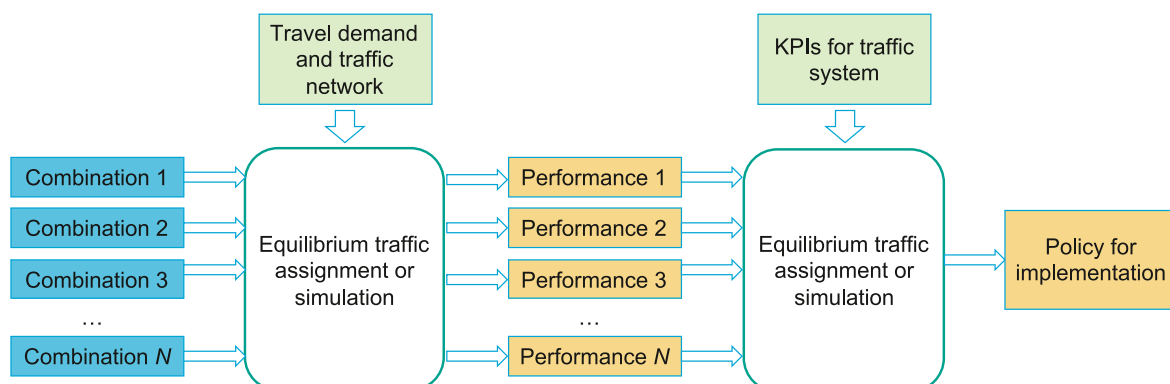 Travel demand
and traffic
network
KPIs for traffic
system
Combination 1
Combination 2
Combination 3
...
Combination N
Equilibrium traffic
assignment or
simulation
Performance 1
Performance 2
Performance 3
...
Performance N
Equilibrium traffic
assignment or
simulation
Policy for
implementation